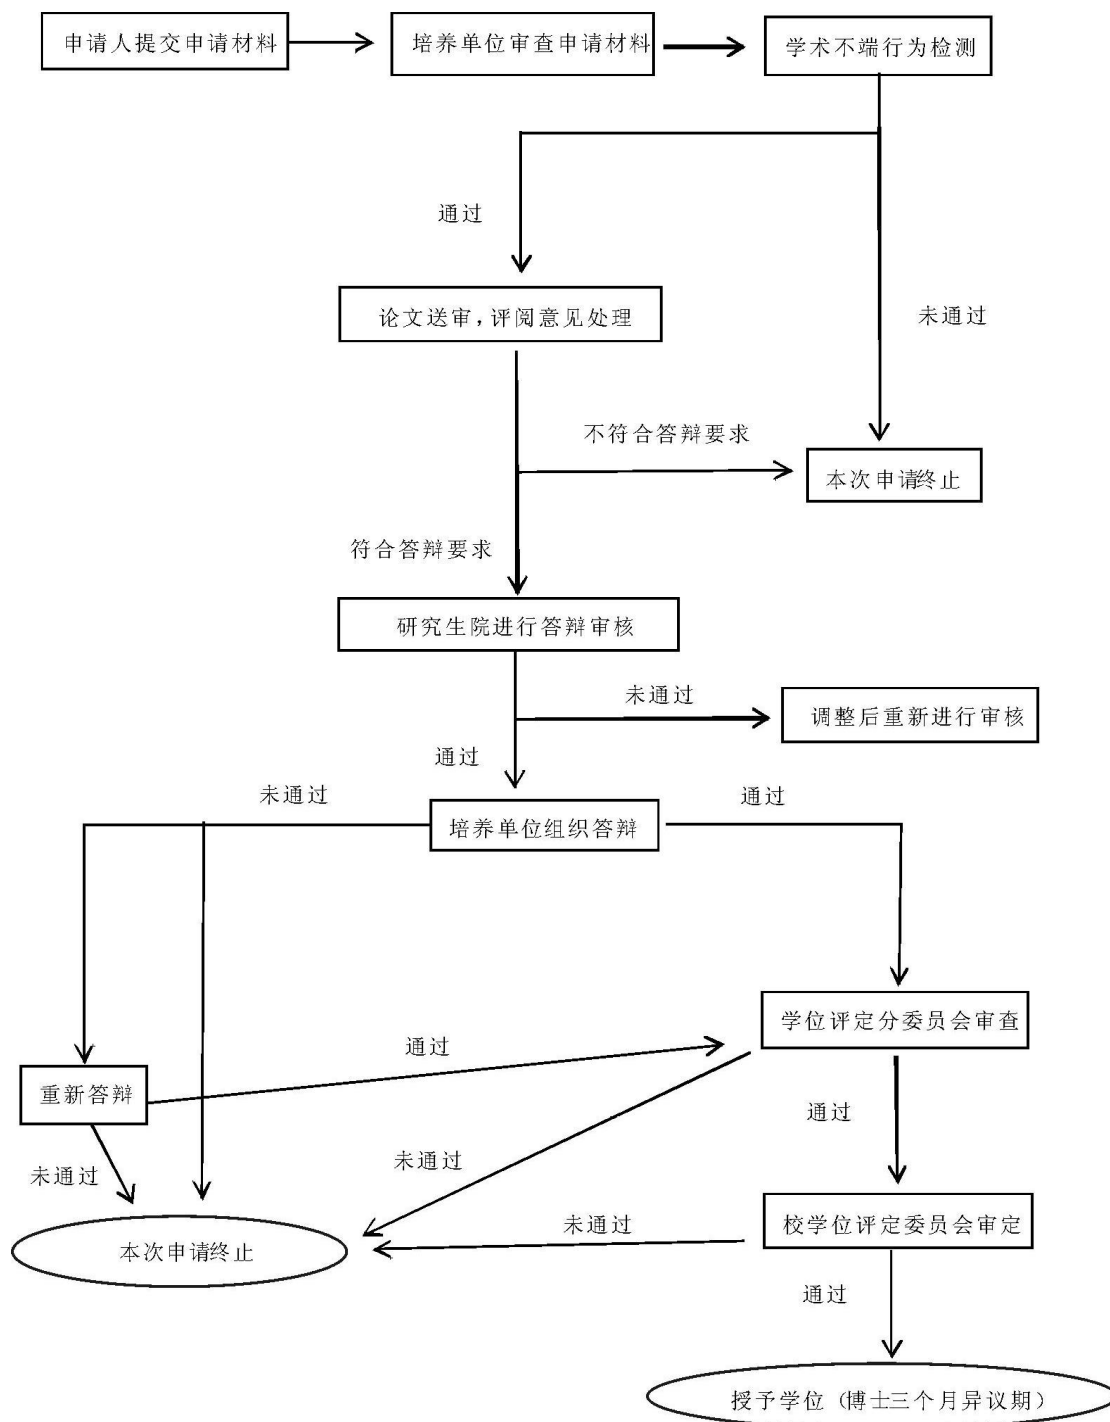 申请人提交申请材料
培养单位审查申请材料
学术不端行为检测
通过
论文送审，评阅意见处理
未通过
不符合答辩要求
本次申请终止
符合答辩要求
研究生院进行答辩审核
未通过
调整后重新进行审核
通过
未通过
培养单位组织答辩
通过
学位评定分委员会审查
通过
重新答辩
通过
未通过
未通过
校学位评定委员会审定
未通过
本次申请终止
通过
授予学位（博士三个月异议期）